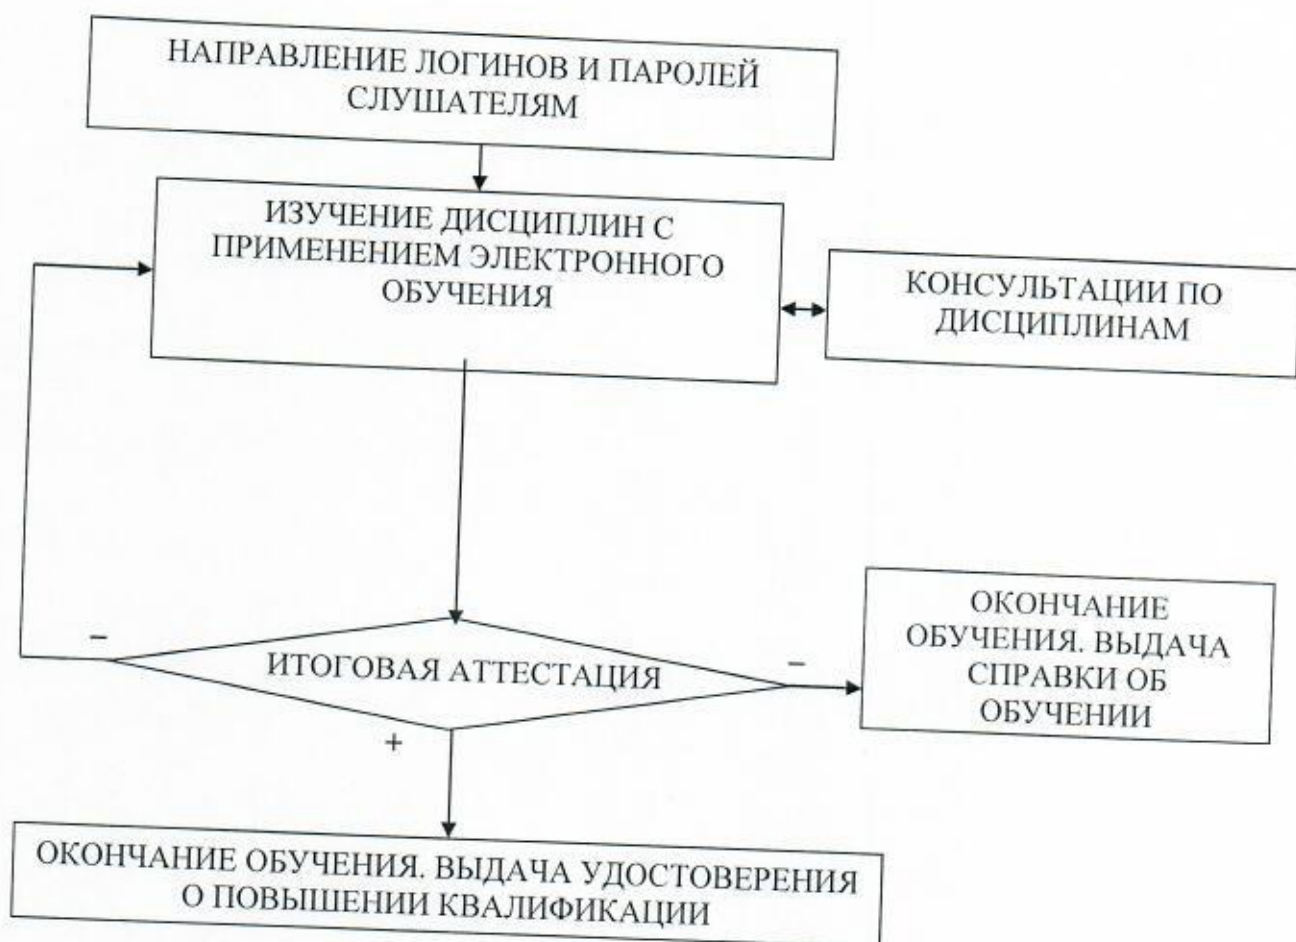 НАПРАВЛЕНИЕ ЛОГИНОВ И ПАРОЛЕЙ
СЛУШАТЕЛЯМ
ИЗУЧЕНИЕ ДИСЦИПЛИН С
ПРИМЕНЕНИЕМ ЭЛЕКТРОННОГО
ОБУЧЕНИЯ
КОНСУЛЬТАЦИИ ПО
ДИСЦИПЛИНАМ
–
ИТОГОВАЯ АТТЕСТАЦИЯ
–
ОКОНЧАНИЕ
ОБУЧЕНИЯ. ВЫДАЧА
СПРАВКИ ОБ
ОБУЧЕНИИ
+
ОКОНЧАНИЕ ОБУЧЕНИЯ. ВЫДАЧА УДОСТОВЕРЕНИЯ
О ПОВЫШЕНИИ КВАЛИФИКАЦИИ